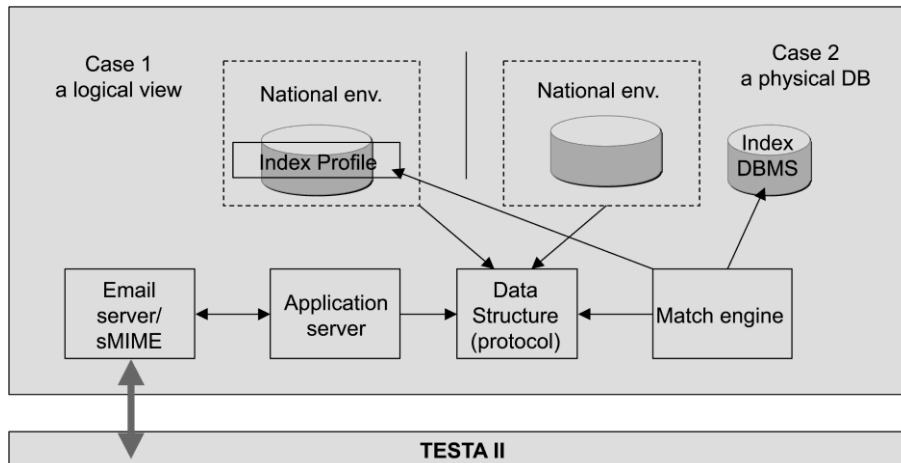 Case 1
a logical view
National env.
Index Profile
National env.
Case 2
a physical DB
Index
DBMS
Email
server/
sMIME
Application
server
Data
Structure
(protocol)
Match engine
TESTA II